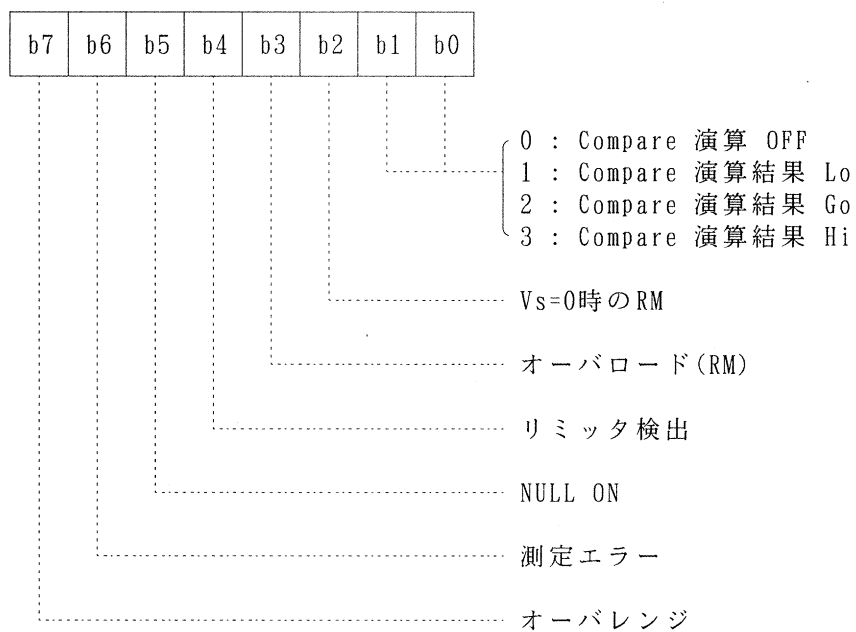 b7 b6 b5 b4 b3 b2 b1 b0
0 : Compare 演算 OFF
1 : Compare 演算結果 Lo
2 : Compare 演算結果 Go
3 : Compare 演算結果 Hi
Vs=0時のRM
オーバロード(RM)
リミッタ検出
NULL ON
測定エラー
オーバレンジ